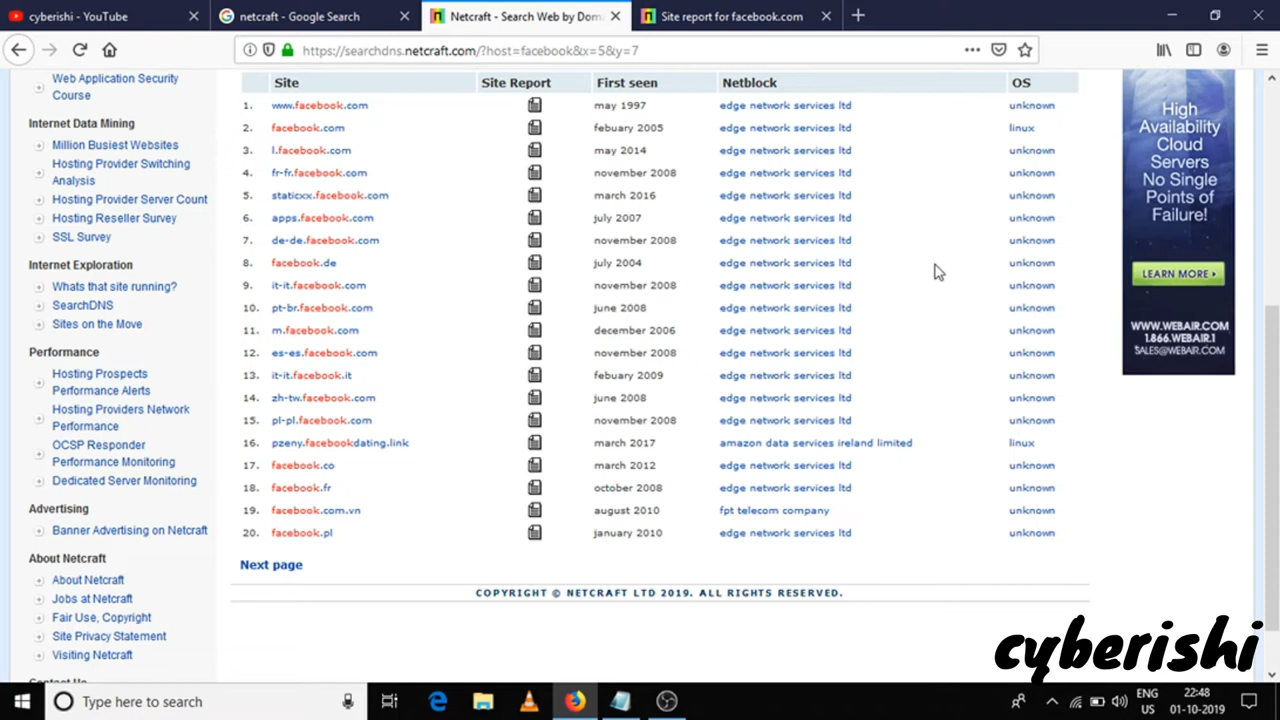 cyberishi - YouTube
netcraft - Google Search
Netcraft - Search Web by Doma
Site report for facebook.com
https://searchdns.netcraft.com/?host=facebook&x=5&y=7
Web Application Security
Course
Internet Data Mining
Million Busiest Websites
Hosting Provider Switching
Analysis
Hosting Provider Server Count
Hosting Reseller Survey
SSL Survey
Internet Exploration
Whats that site running?
SearchDNS
Sites on the Move
Performance
Hosting Prospects
Performance Alerts
Hosting Providers Network
Performance
OCSP Responder
Performance Monitoring
Dedicated Server Monitoring
Advertising
Banner Advertising on Netcraft
About Netcraft
About Netcraft
Jobs at Netcraft
Fair Use, Copyright
Site Privacy Statement
Visiting Netcraft
Site Site Report First seen Netblock OS
1. www.facebook.com may 1997 edge network services ltd unknown
2. facebook.com febuary 2005 edge network services ltd linux
3. l.facebook.com may 2014 edge network services ltd unknown
4. fr-fr.facebook.com november 2008 edge network services ltd unknown
5. staticxx.facebook.com march 2016 edge network services ltd unknown
6. apps.facebook.com july 2007 edge network services ltd unknown
7. de-de.facebook.com november 2008 edge network services ltd unknown
8. facebook.de july 2004 edge network services ltd unknown
9. it-it.facebook.com november 2008 edge network services ltd unknown
10. pt-br.facebook.com june 2008 edge network services ltd unknown
11. m.facebook.com december 2006 edge network services ltd unknown
12. es-es.facebook.com november 2008 edge network services ltd unknown
13. it-it.facebook.it febuary 2009 edge network services ltd unknown
14. zh-tw.facebook.com june 2008 edge network services ltd unknown
15. pl-pl.facebook.com november 2008 edge network services ltd unknown
16. pzeny.facebookdating.link march 2017 amazon data services ireland limited linux
17. facebook.co march 2012 edge network services ltd unknown
18. facebook.fr october 2008 edge network services ltd unknown
19. facebook.com.vn august 2010 fpt telecom company unknown
20. facebook.pl january 2010 edge network services ltd unknown
Next page
COPYRIGHT © NETCRAFT LTD 2019. ALL RIGHTS RESERVED.
High
Availability
Cloud
Servers
No Single
Points of
Failure!
LEARN MORE
WWW.WEBAIR.COM
1.866.WEBAIR.1
SALES@WEBAIR.COM
cyberishi
Type here to search
ENG
US
22:48
01-10-2019